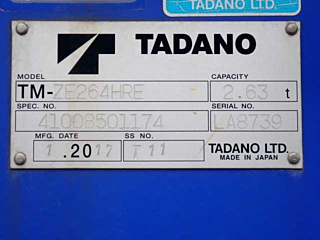 TADANO LTD.
TADANO
MODEL CAPACITY
TM-ZE264HRE 2.63 t
SPEC. NO. SERIAL NO.
41008501174 LA8739
MFG. DATE SS NO.
1.2017 T11 TADANO LTD.
MADE IN JAPAN